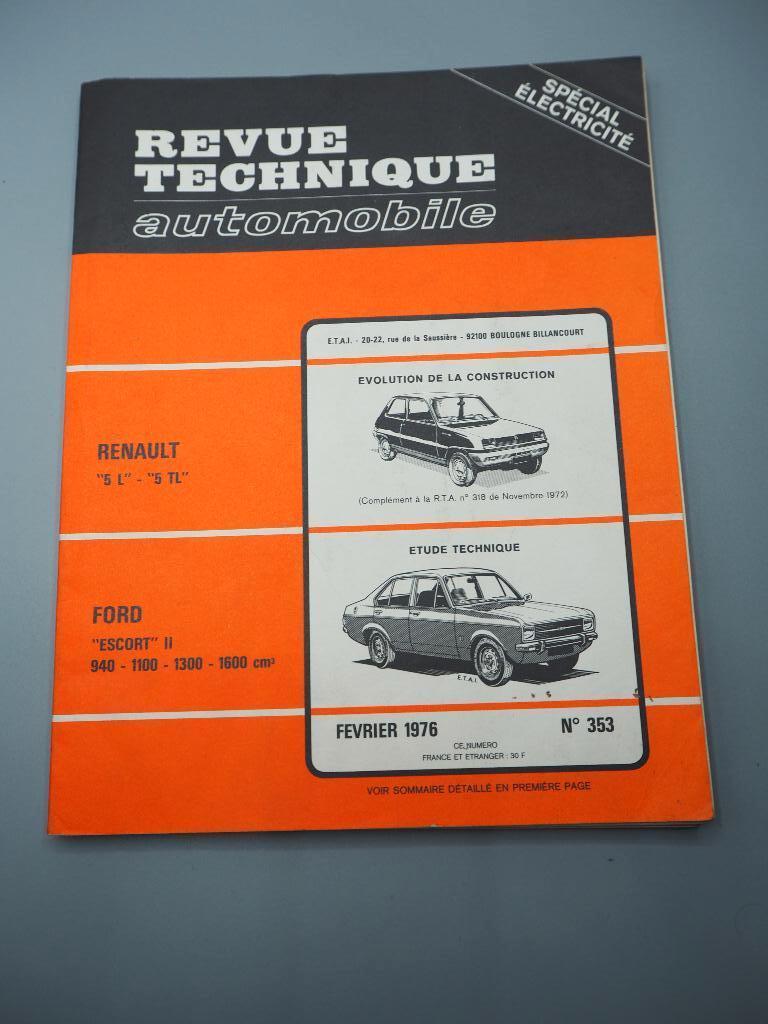 SPÉCIAL
ÉLECTRICITÉ
REVUE
TECHNIQUE
automobile
E.T.A.I. - 20-22, rue de la Saussière - 92100 BOULOGNE BILLANCOURT
EVOLUTION DE LA CONSTRUCTION
RENAULT
"5 L" - "5 TL"
(Complément à la R.T.A. n° 318 de Novembre 1972)
ETUDE TECHNIQUE
FORD
"ESCORT" II
940 - 1100 - 1300 - 1600 cm³
E.T.A.I.
FEVRIER 1976
N° 353
CE NUMERO
FRANCE ET ETRANGER : 30 F
VOIR SOMMAIRE DÉTAILLÉ EN PREMIÈRE PAGE